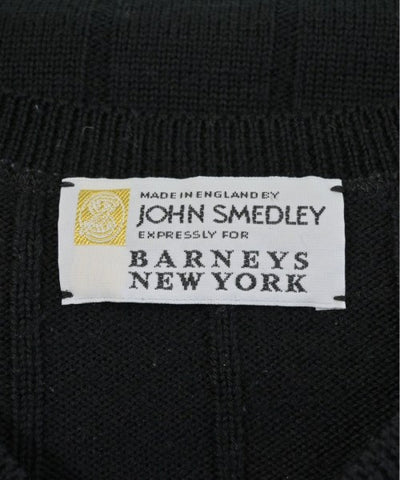 MADE IN ENGLAND BY
JOHN SMEDLEY
EXPRESSLY FOR
BARNEYS
NEW YORK